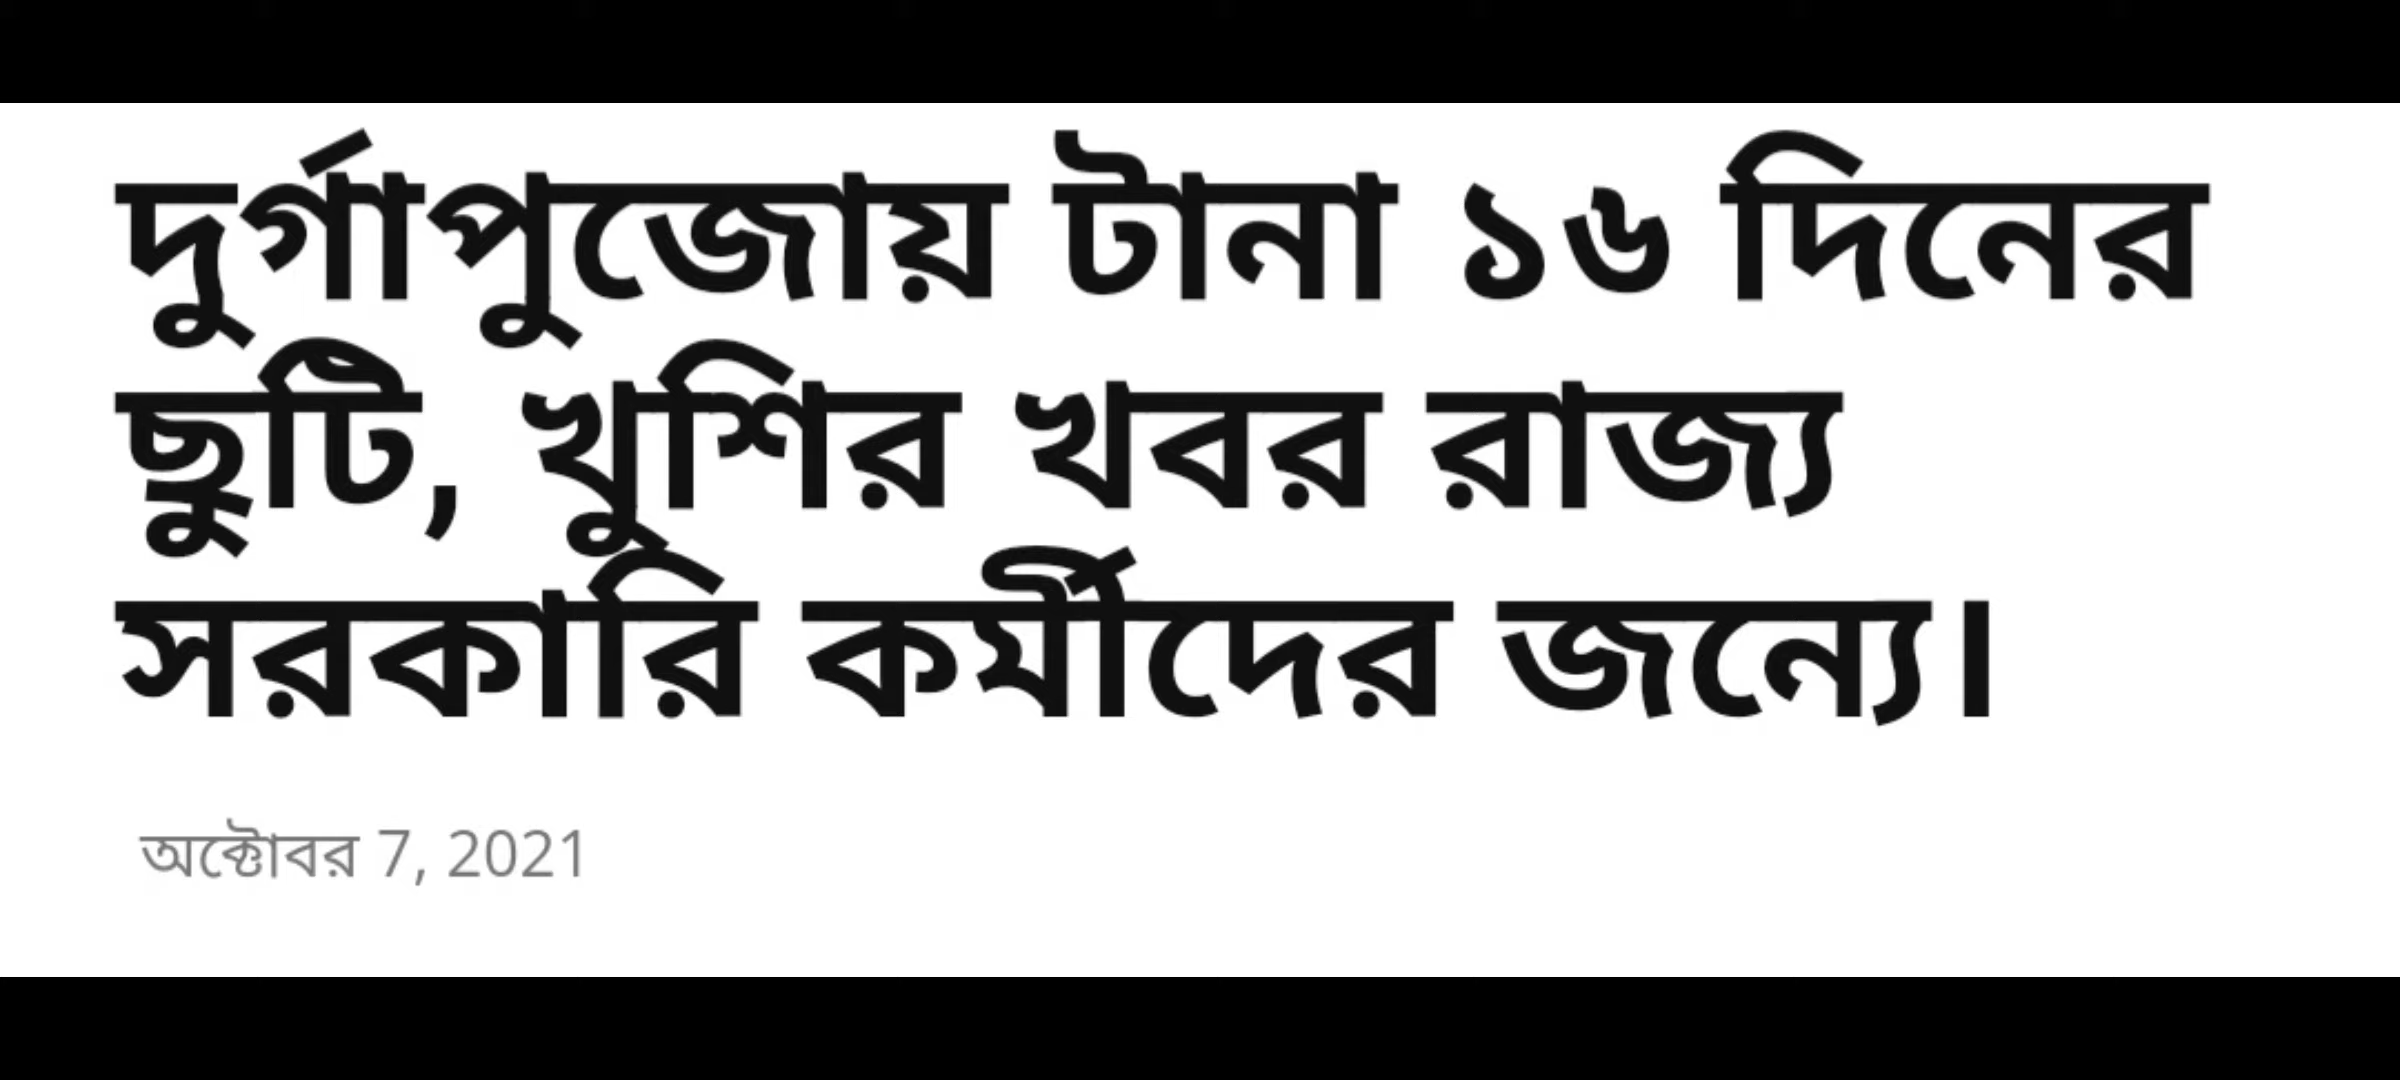 দুর্গাপুজোয় টানা ১৬ দিনের
ছুটি, খুশির খবর রাজ্য
সরকারি কর্মীদের জন্যে।
অক্টোবর 7, 2021